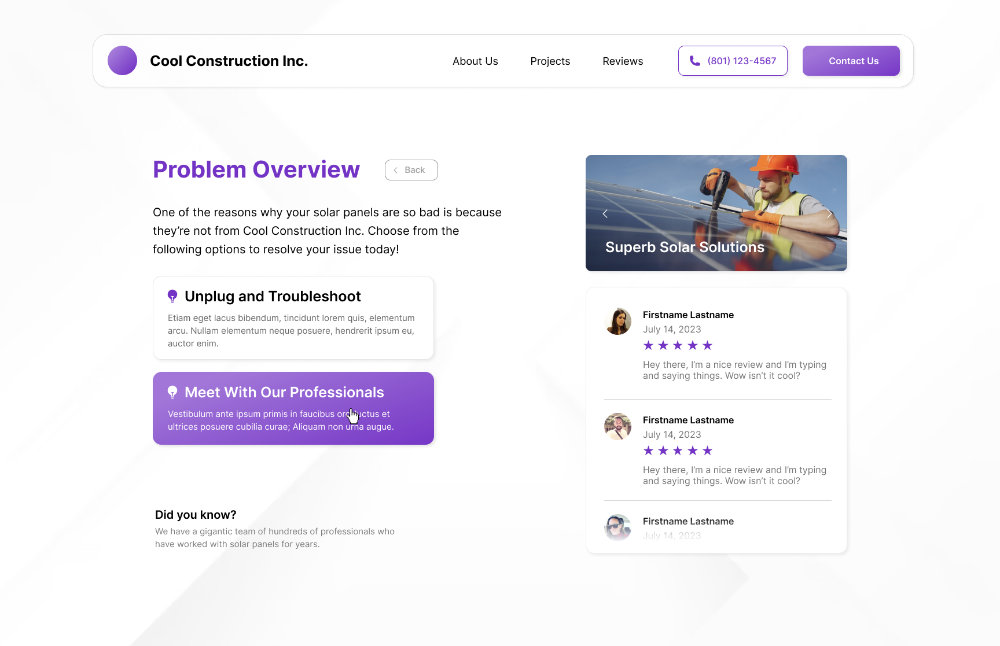 Cool Construction Inc.
About Us
Projects
Reviews
(801) 123-4567
Contact Us
Problem Overview
Back
One of the reasons why your solar panels are so bad is because
they're not from Cool Construction Inc. Choose from the
following options to resolve your issue today!
Unplug and Troubleshoot
Etiam eget lacus bibendum, tincidunt lorem quis, elementum
arcu. Nullam elementum neque posuere, hendrerit ipsum eu,
auctor enim.
Meet With Our Professionals
Vestibulum ante ipsum primis in faucibus orci luctus et
ultrices posuere cubilia curae; Aliquam non urna augue.
Did you know?
We have a gigantic team of hundreds of professionals who
have worked with solar panels for years.
Superb Solar Solutions
Firstname Lastname
July 14, 2023
Hey there, I'm a nice review and I'm typing
and saying things. Wow isn't it cool?
Firstname Lastname
July 14, 2023
Hey there, I'm a nice review and I'm typing
and saying things. Wow isn't it cool?
Firstname Lastname
July 14, 2023